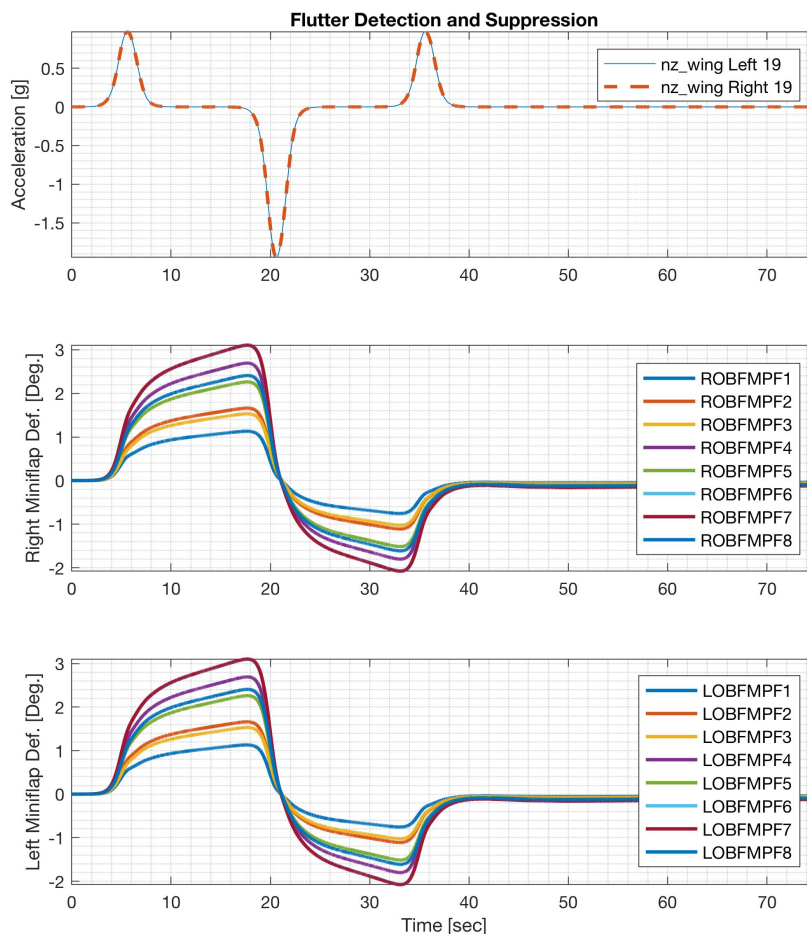 Flutter Detection and Suppression
Acceleration [g]
0.5
0
-0.5
-1
-1.5
nz_wing Left 19
nz_wing Right 19
0 10 20 30 40 50 60 70
Right Miniflap Def. [Deg.]
3
2
1
0
-1
-2
ROBFMPF1
ROBFMPF2
ROBFMPF3
ROBFMPF4
ROBFMPF5
ROBFMPF6
ROBFMPF7
ROBFMPF8
0 10 20 30 40 50 60 70
Left Miniflap Def. [Deg.]
3
2
1
0
-1
-2
LOBFMPF1
LOBFMPF2
LOBFMPF3
LOBFMPF4
LOBFMPF5
LOBFMPF6
LOBFMPF7
LOBFMPF8
0 10 20 30 40 50 60 70
Time [sec]